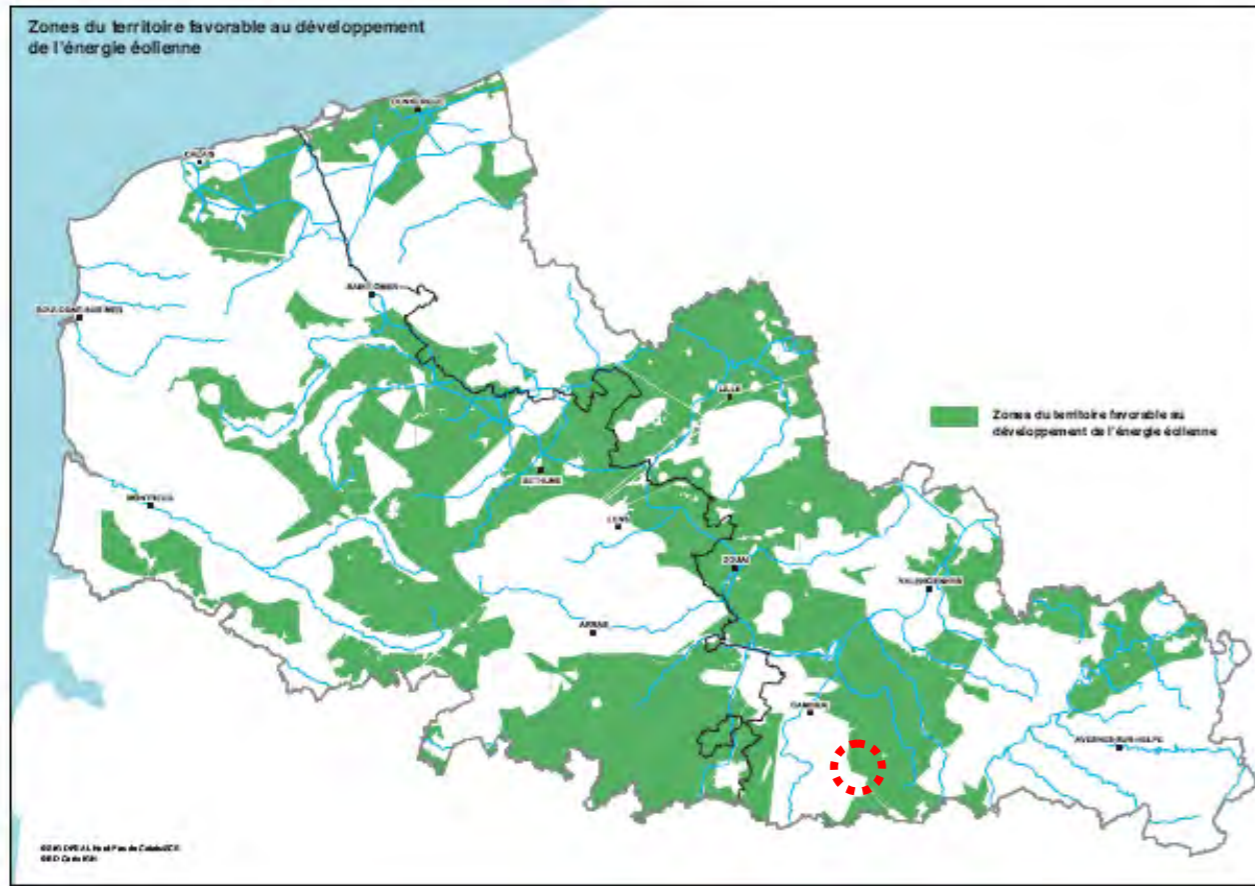 Zones du territoire favorable au développement
de l'énergie éolienne
DUNKERQUE
CALAIS
SAINT-OMER
BOULOGNE-SUR-MER
LILLE
Zones du territoire favorable au
développement de l'énergie éolienne
BETHUNE
MONTREUIL
LENS
DOUAI
VALENCIENNES
ARRAS
CAMBRAI
AVESNES-SUR-HELPE